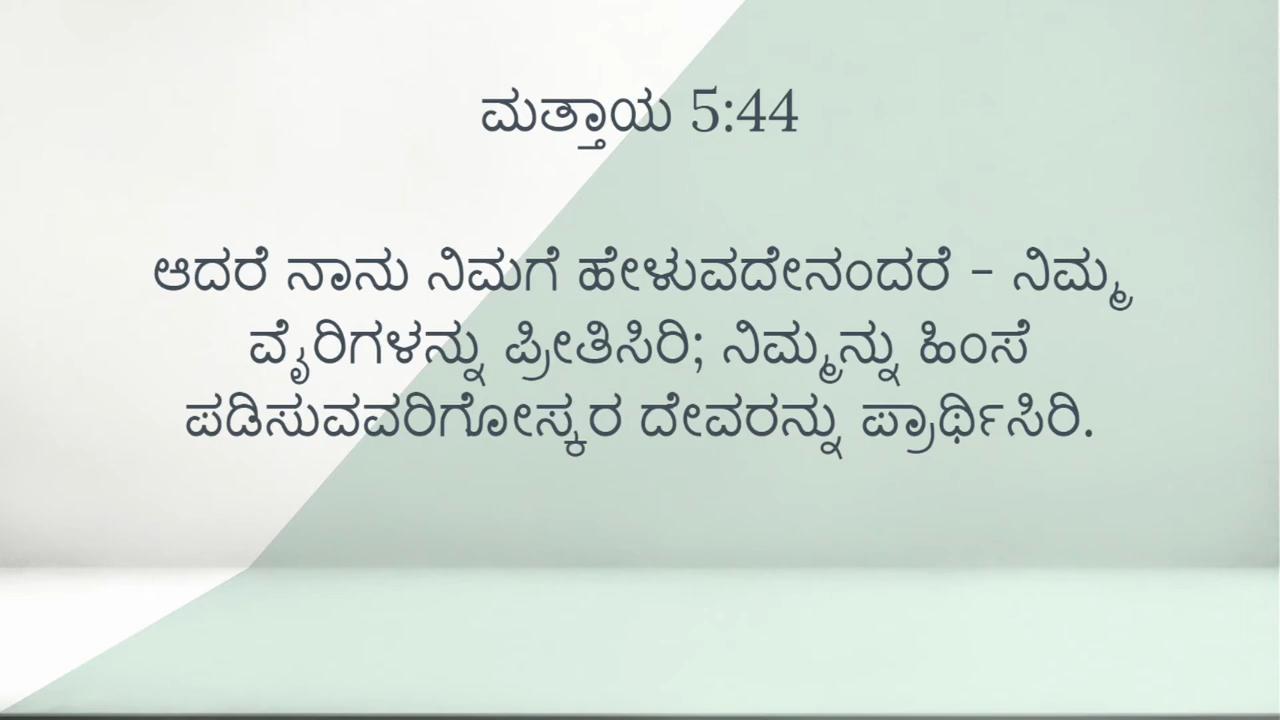 ಮತ್ತಾಯ 5:44
ಆದರೆ ನಾನು ನಿಮಗೆ ಹೇಳುವದೇನಂದರೆ - ನಿಮ್ಮ
ವೈರಿಗಳನ್ನು ಪ್ರೀತಿಸಿರಿ; ನಿಮ್ಮನ್ನು ಹಿಂಸೆ
ಪಡಿಸುವವರಿಗೋಸ್ಕರ ದೇವರನ್ನು ಪ್ರಾರ್ಥಿಸಿರಿ.